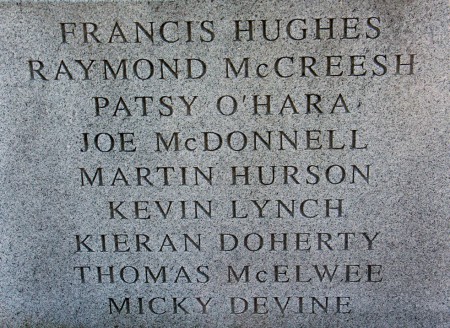 FRANCIS HUGHES
RAYMOND McCREESH
PATSY O'HARA
JOE McDONNELL
MARTIN HURSON
KEVIN LYNCH
KIERAN DOHERTY
THOMAS McELWEE
MICKY DEVINE